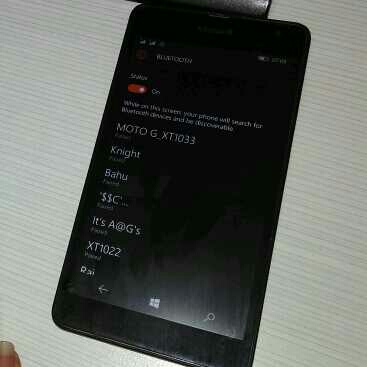 Microsoft
BLUETOOTH
Status
On
While on this screen, your phone will search for
Bluetooth devices and be discoverable.
MOTO G_XT1033
Paired
Knight
Paired
Bahu
Paired
Paired
It's A@G's
Paired
XT1022
Paired